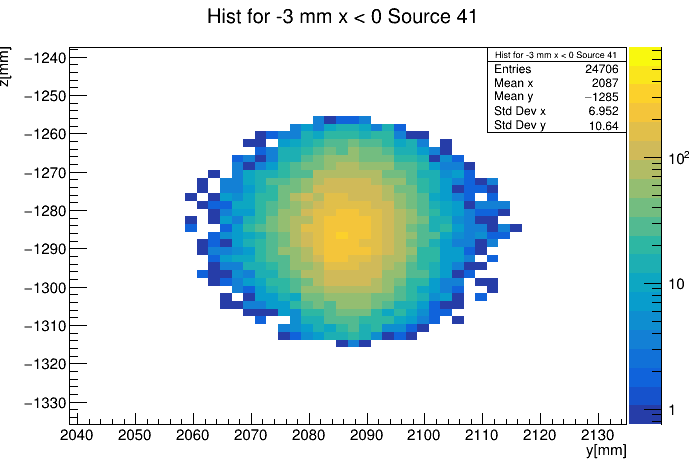 Hist for -3 mm x < 0 Source 41
z[mm]
Hist for -3 mm x < 0 Source 41
Entries 24706
Mean x 2087
Mean y −1285
Std Dev x 6.952
Std Dev y 10.64
−1240
−1250
−1260
−1270
−1280
−1290
−1300
−1310
−1320
−1330
10²
10
1
2040 2050 2060 2070 2080 2090 2100 2110 2120 2130
y[mm]